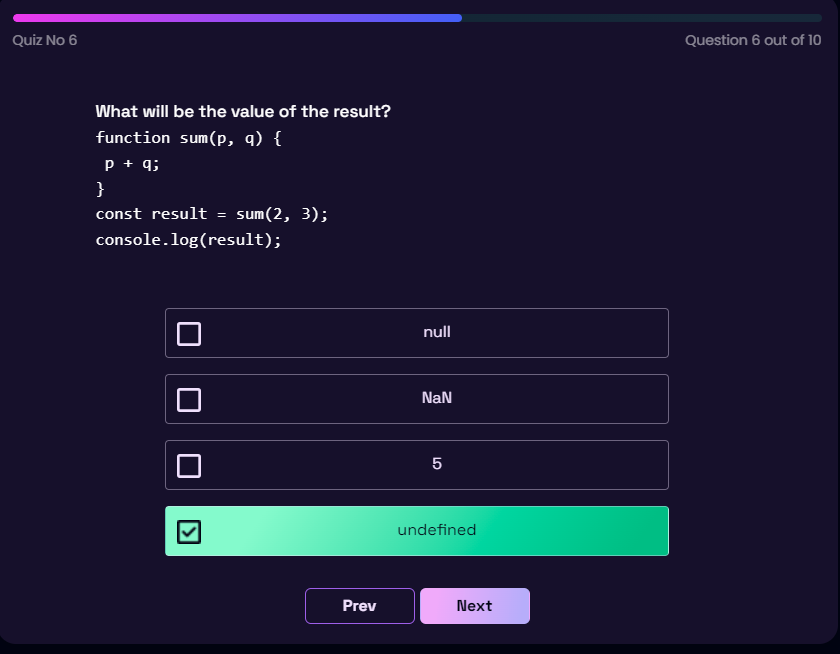 Quiz No 6
Question 6 out of 10
What will be the value of the result?
function sum(p, q) {
 p + q;
}
const result = sum(2, 3);
console.log(result);
null
NaN
5
undefined
Prev
Next